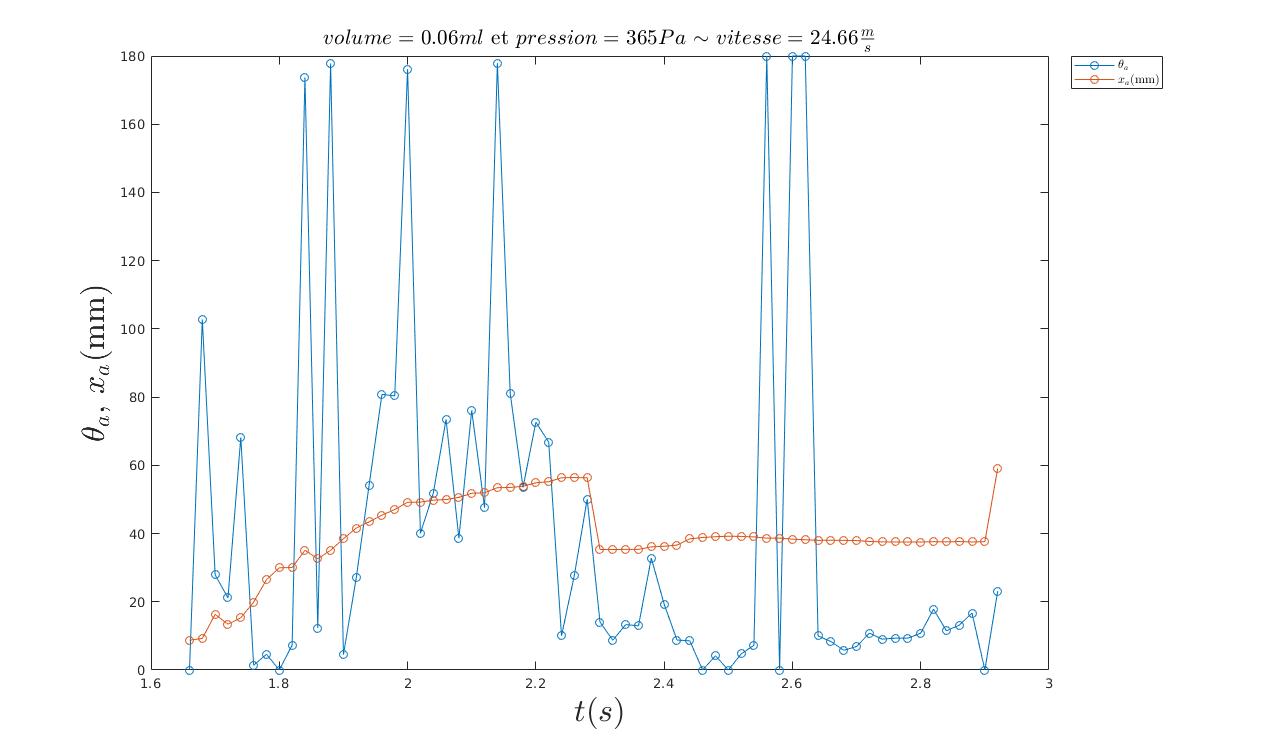 volume = 0.06ml et pression = 365Pa ∼ vitesse = 24.66 m/s
θₐ
xₐ(mm)
θₐ, xₐ(mm)
180
160
140
120
100
80
60
40
20
0
1.6 1.8 2 2.2 2.4 2.6 2.8 3
t(s)